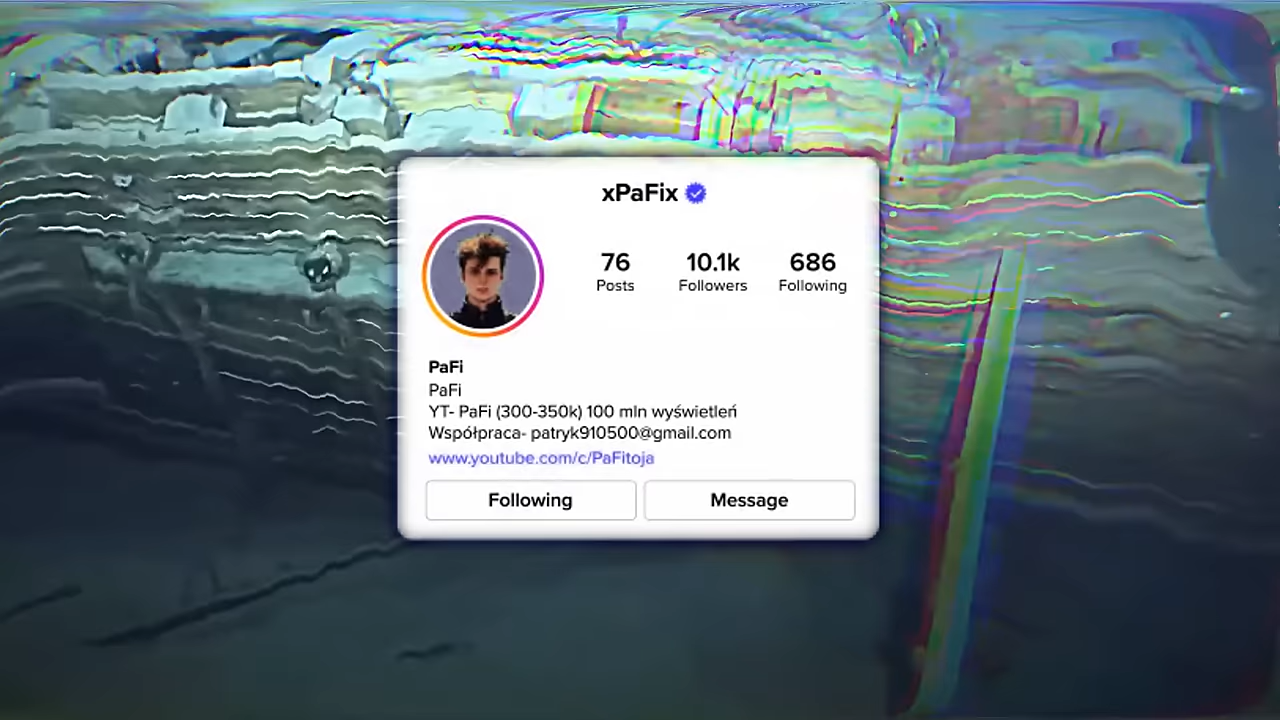 xPaFix
76 10.1k 686
Posts Followers Following
PaFi
PaFi
YT- PaFi (300-350k) 100 mln wyświetleń
Współpraca- patryk910500@gmail.com
www.youtube.com/c/PaFitoja
Following Message